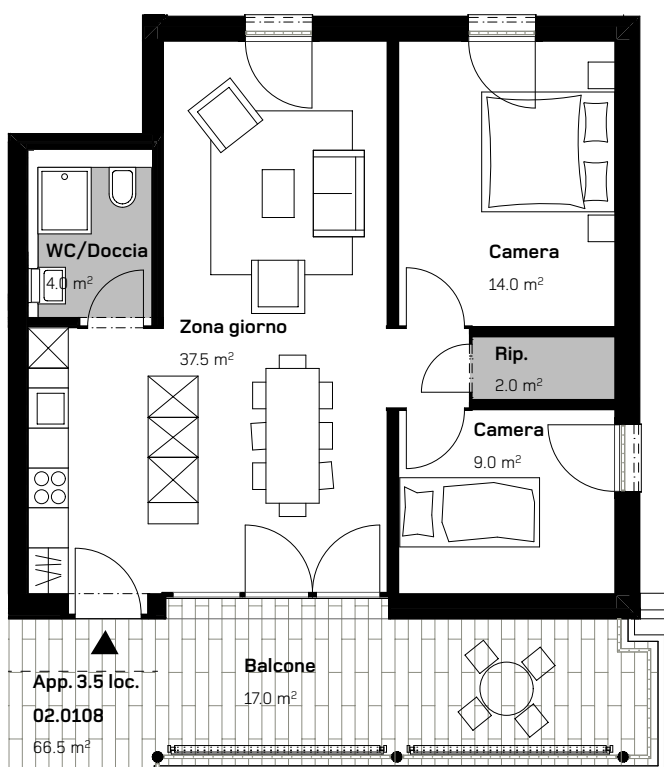 WC/Doccia
4.0 m²
Zona giorno
37.5 m²
Camera
14.0 m²
Rip.
2.0 m²
Camera
9.0 m²
Balcone
17.0 m²
App. 3.5 loc.
02.0108
66.5 m²